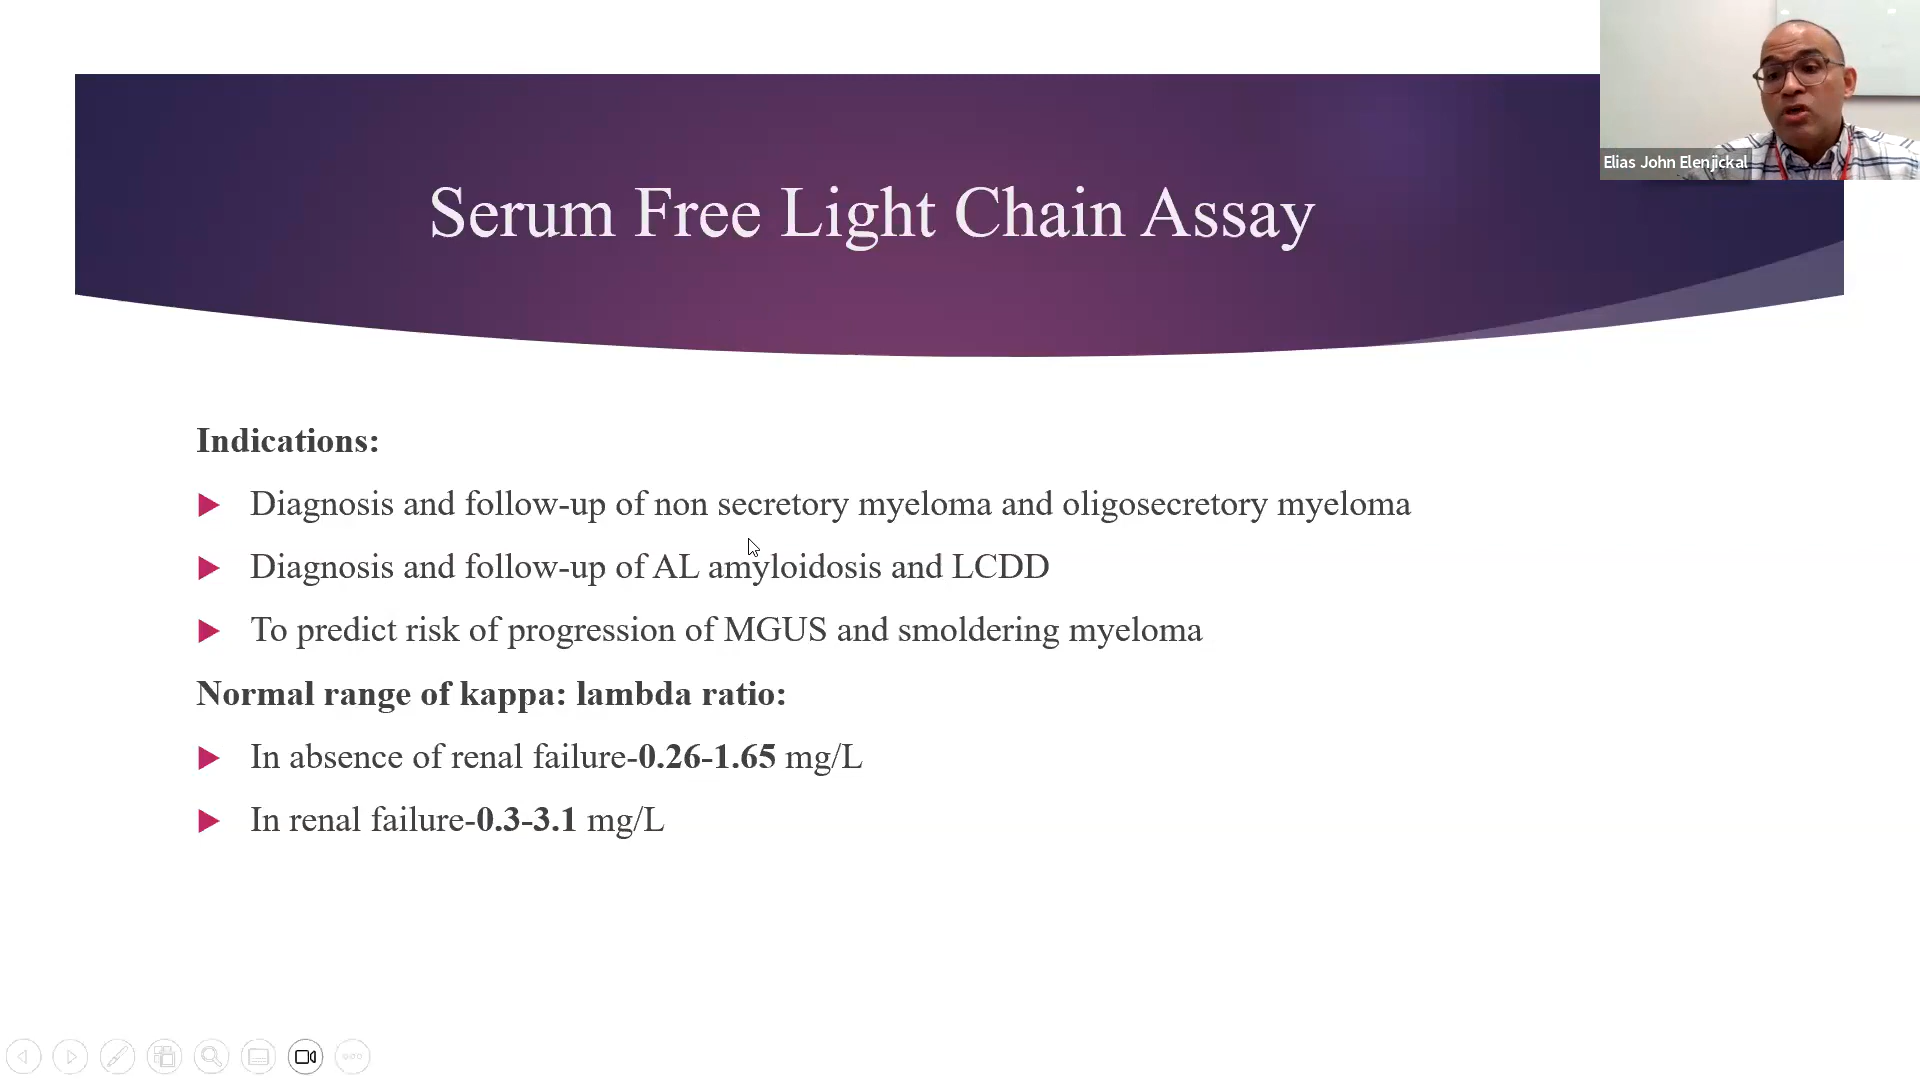 Elias John Elenjickal
Serum Free Light Chain Assay
Indications:
Diagnosis and follow-up of non secretory myeloma and oligosecretory myeloma
Diagnosis and follow-up of AL amyloidosis and LCDD
To predict risk of progression of MGUS and smoldering myeloma
Normal range of kappa: lambda ratio:
In absence of renal failure-0.26-1.65 mg/L
In renal failure-0.3-3.1 mg/L